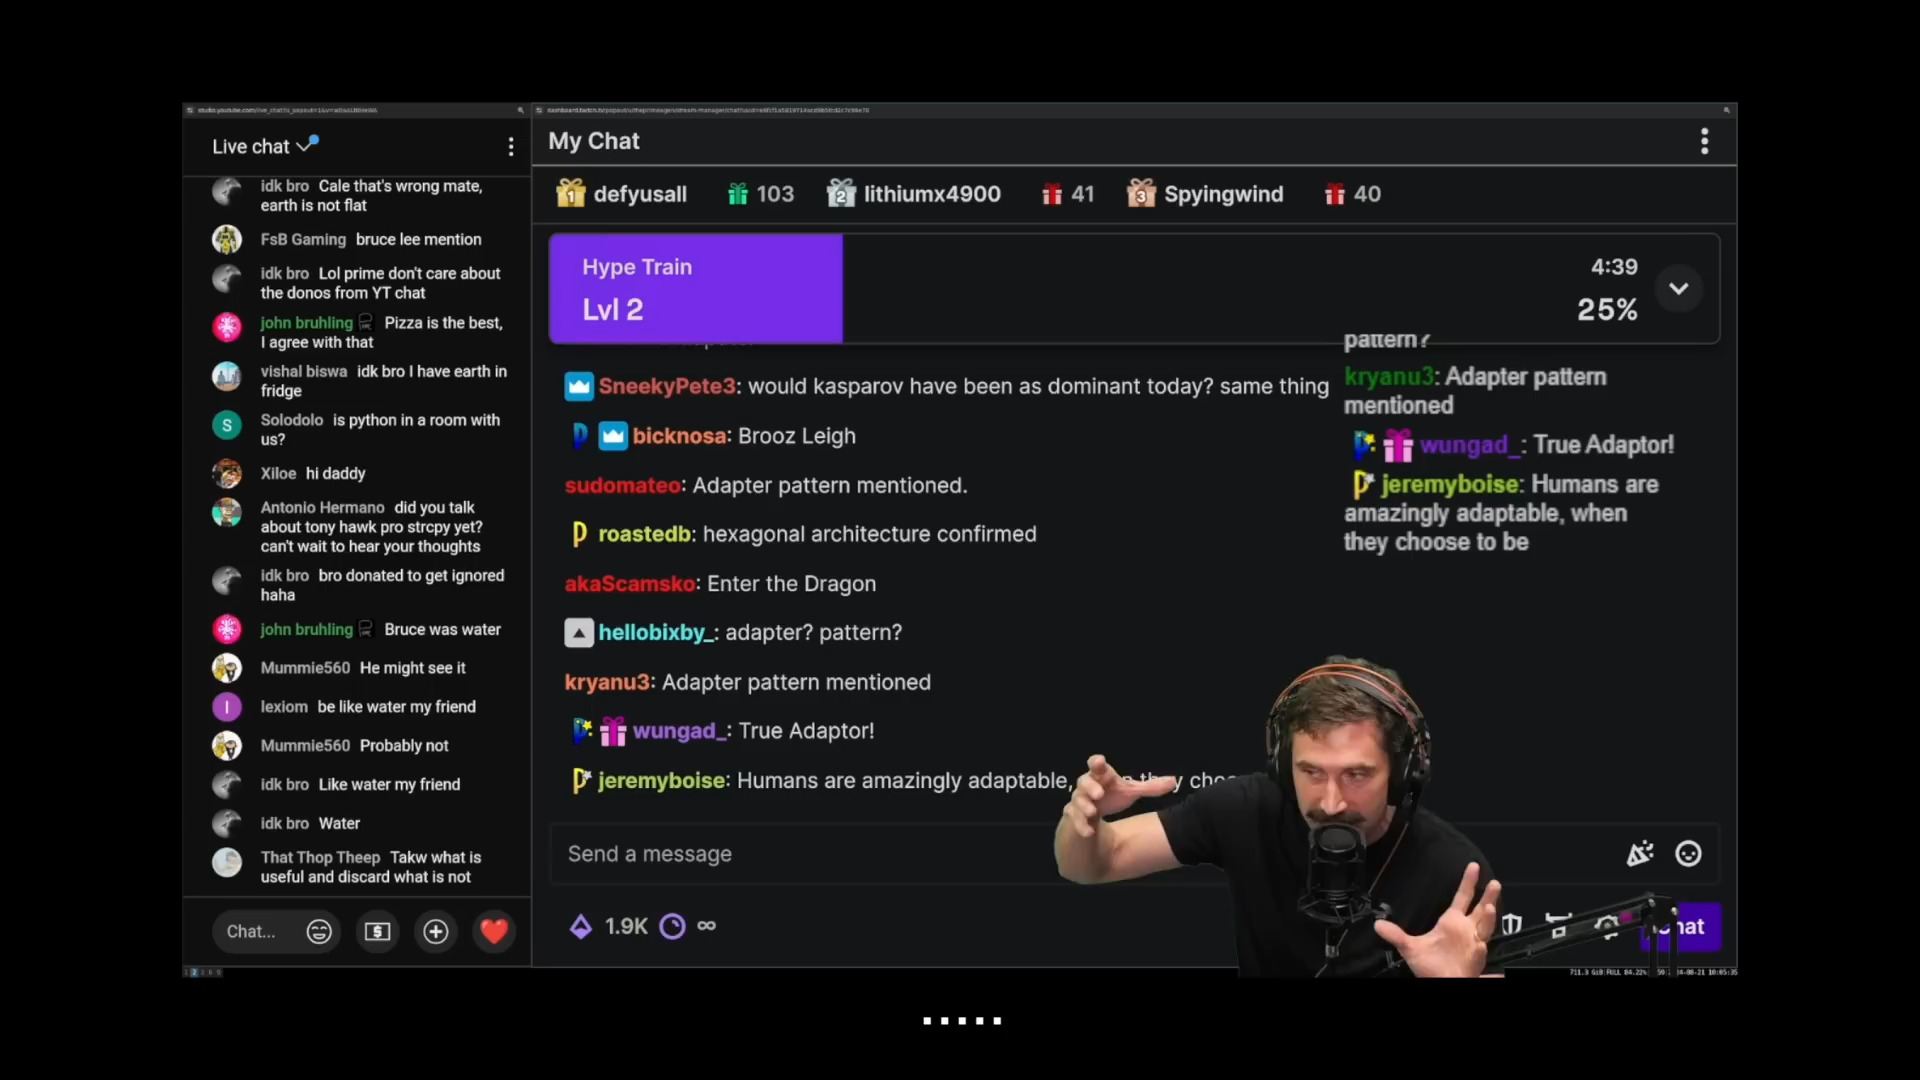 Live chat
idk bro Cale that's wrong mate,
earth is not flat
FsB Gaming bruce lee mention
idk bro Lol prime don't care about
the donos from YT chat
john bruhling Pizza is the best,
I agree with that
vishal biswa idk bro I have earth in
fridge
S
Solodolo is python in a room with
us?
Xiloe hi daddy
Antonio Hermano did you talk
about tony hawk pro strcpy yet?
can't wait to hear your thoughts
idk bro bro donated to get ignored
haha
john bruhling Bruce was water
Mummie560 He might see it
lexiom be like water my friend
Mummie560 Probably not
idk bro Like water my friend
idk bro Water
That Thop Theep Takw what is
useful and discard what is not
Chat...
My Chat
1 defyusall 103 2 lithiumx4900 41 3 Spyingwind 40
Hype Train 4:39
Lvl 2 25%
SneekyPete3: would kasparov have been as dominant today? same thing
bicknosa: Brooz Leigh
sudomateo: Adapter pattern mentioned.
roastedb: hexagonal architecture confirmed
akaScamsko: Enter the Dragon
hellobixby_: adapter? pattern?
kryanu3: Adapter pattern mentioned
wungad_: True Adaptor!
jeremyboise: Humans are amazingly adaptable,
Send a message
1.9K ∞
pattern?
kryanu3: Adapter pattern
mentioned
wungad_: True Adaptor!
jeremyboise: Humans are
amazingly adaptable, when
they choose to be
.....